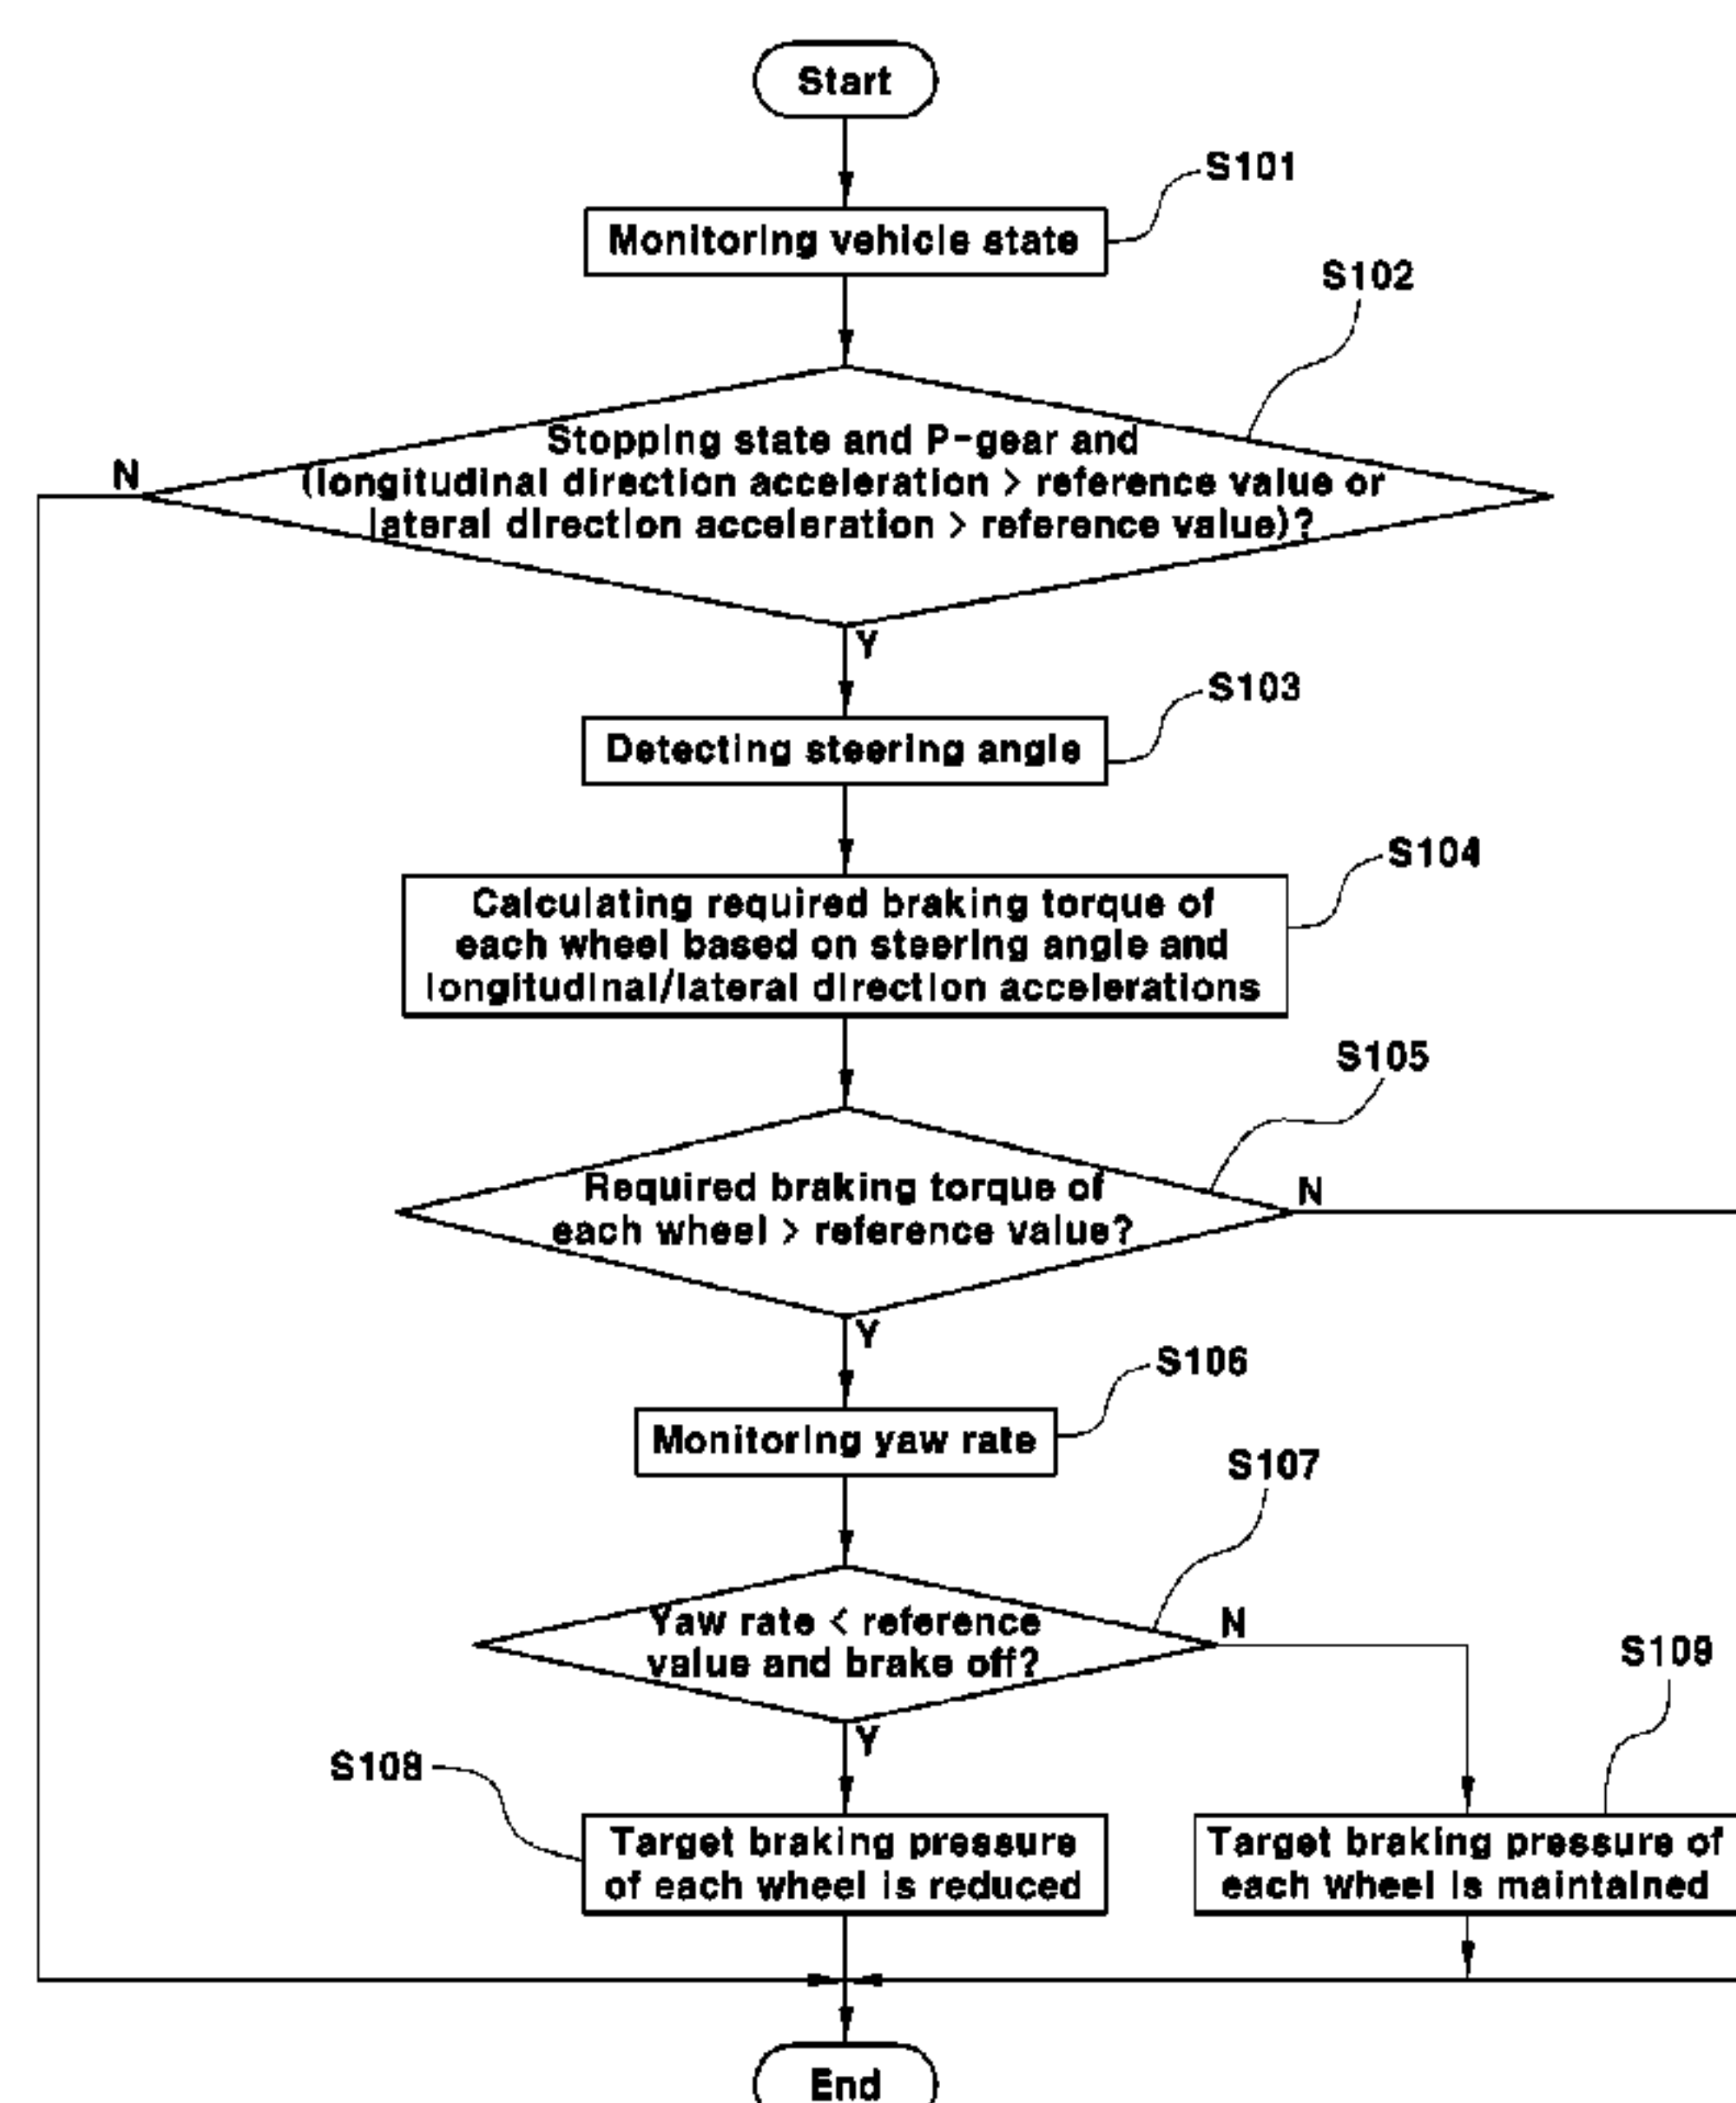 Start
S101
Monitoring vehicle state
S102
Stopping state and P-gear and
(longitudinal direction acceleration > reference value or
lateral direction acceleration > reference value)?
N
Y
S103
Detecting steering angle
S104
Calculating required braking torque of
each wheel based on steering angle and
longitudinal/lateral direction accelerations
S105
Required braking torque of
each wheel > reference value?
N
Y
S106
Monitoring yaw rate
S107
Yaw rate < reference
value and brake off?
N
Y
S108
Target braking pressure
of each wheel is reduced
S109
Target braking pressure of
each wheel is maintained
End